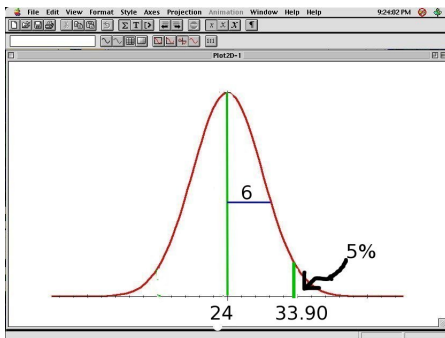 File Edit View Format Style Axes Projection Animation Window Help Help 9:24:02 PM
Σ T x x X ¶
Plot2D-1
6
5%
24 33.90